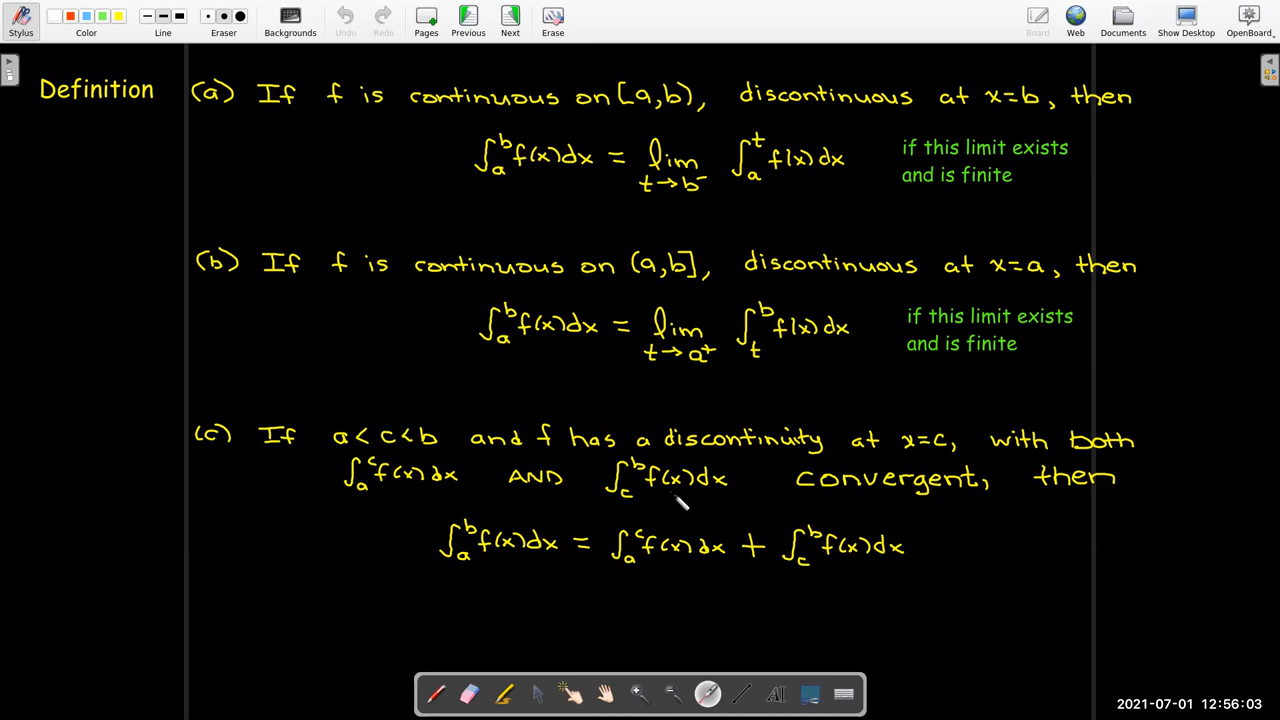 Stylus Color Line Eraser Backgrounds Undo Redo Pages Previous Next Erase Board Web Documents Show Desktop OpenBoard
Definition (a) If f is continuous on [a,b), discontinuous at x=b, then
∫_a^b f(x)dx = lim_{t→b⁻} ∫_a^t f(x)dx if this limit exists
and is finite
(b) If f is continuous on (a,b], discontinuous at x=a, then
∫_a^b f(x)dx = lim_{t→a⁺} ∫_t^b f(x)dx if this limit exists
and is finite
(c) If a<c<b and f has a discontinuity at x=c, with both
∫_a^c f(x)dx AND ∫_c^b f(x)dx convergent, then
∫_a^b f(x)dx = ∫_a^c f(x)dx + ∫_c^b f(x)dx
AI
2021-07-01 12:56:03